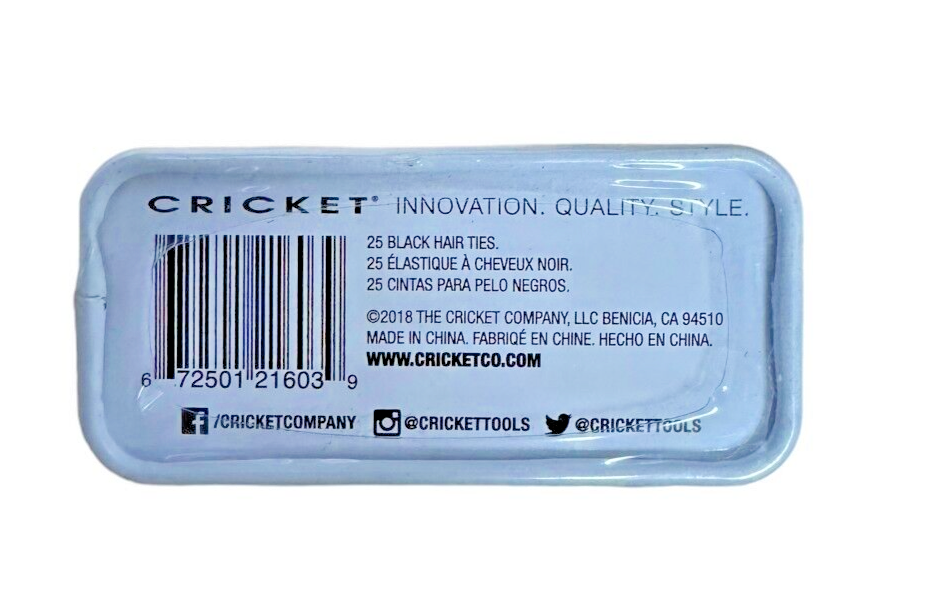 CRICKET® INNOVATION. QUALITY. STYLE.
25 BLACK HAIR TIES.
25 ÉLASTIQUE À CHEVEUX NOIR.
25 CINTAS PARA PELO NEGROS.
©2018 THE CRICKET COMPANY, LLC BENICIA, CA 94510
MADE IN CHINA. FABRIQÉ EN CHINE. HECHO EN CHINA.
WWW.CRICKETCO.COM
6 72501 21603 9
/CRICKETCOMPANY @CRICKETTOOLS @CRICKETTOOLS